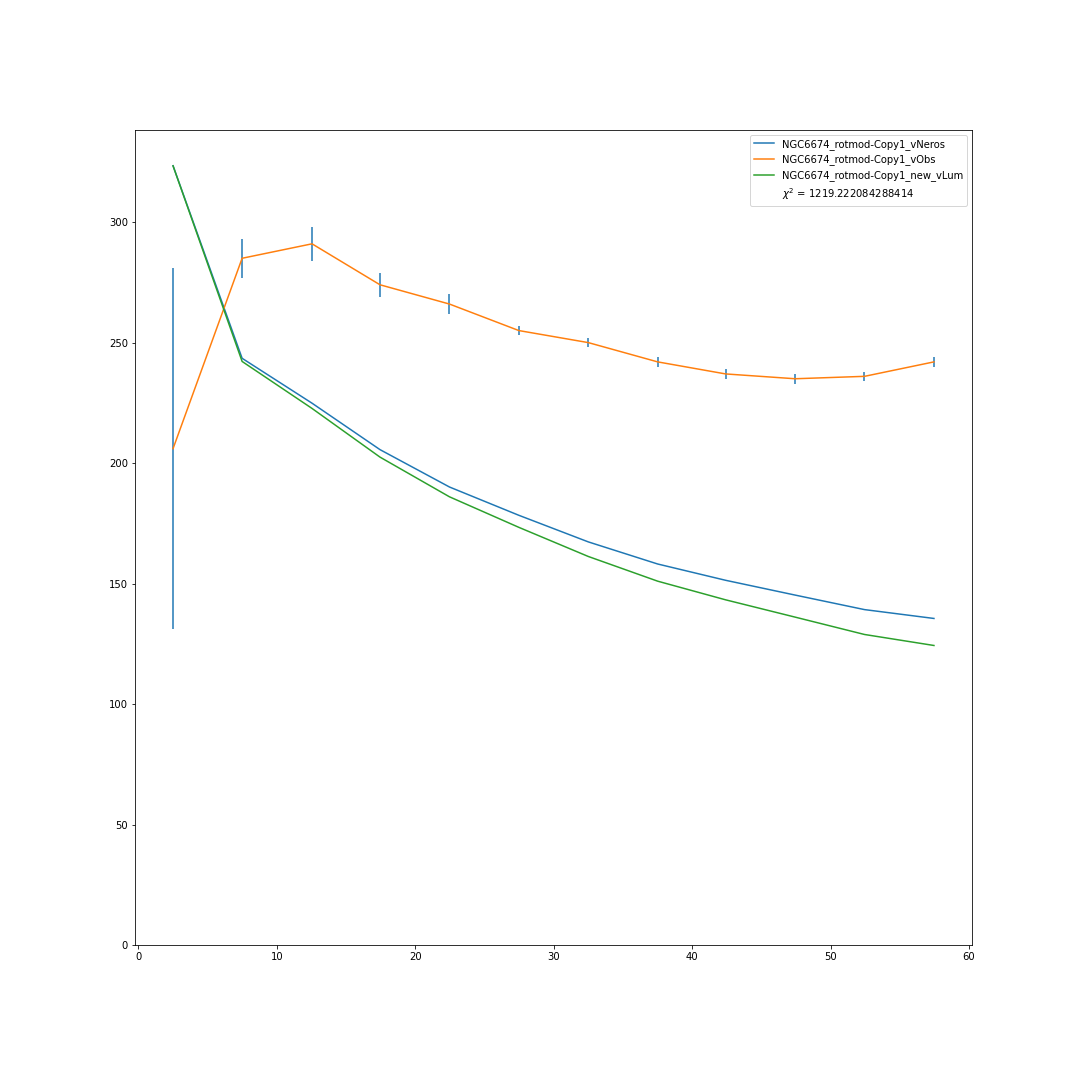 NGC6674_rotmod-Copy1_vNeros
NGC6674_rotmod-Copy1_vObs
NGC6674_rotmod-Copy1_new_vLum
χ² = 1219.222084288414
300
250
200
150
100
50
0
0 10 20 30 40 50 60